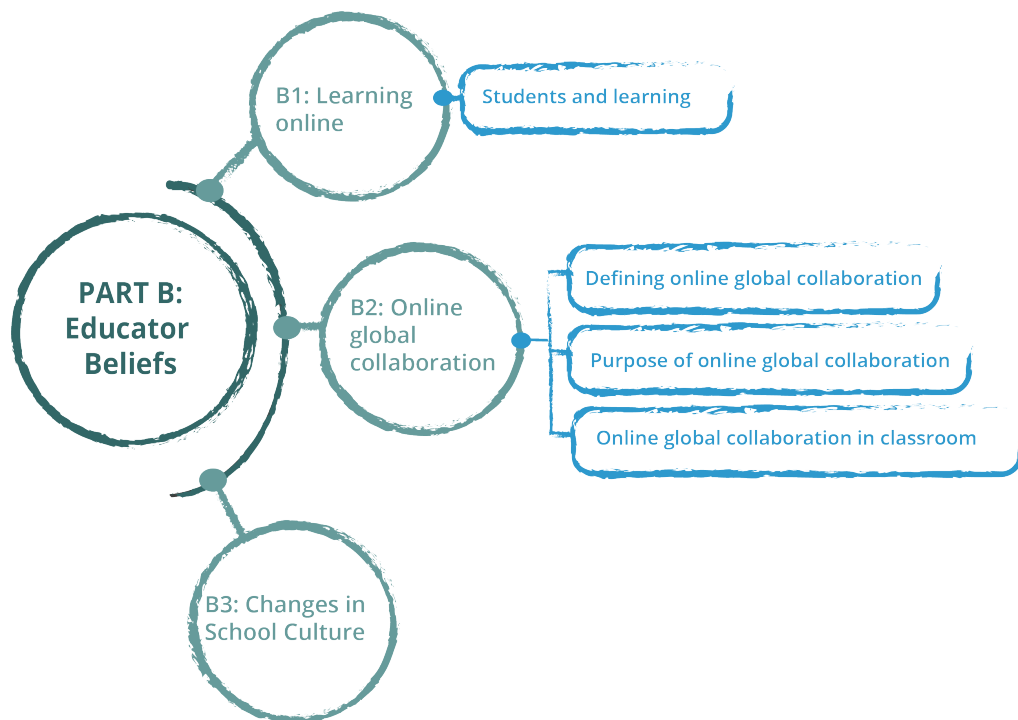 B1: Learning
online
Students and learning
PART B:
Educator
Beliefs
B2: Online
global
collaboration
Defining online global collaboration
Purpose of online global collaboration
Online global collaboration in classroom
B3: Changes in
School Culture